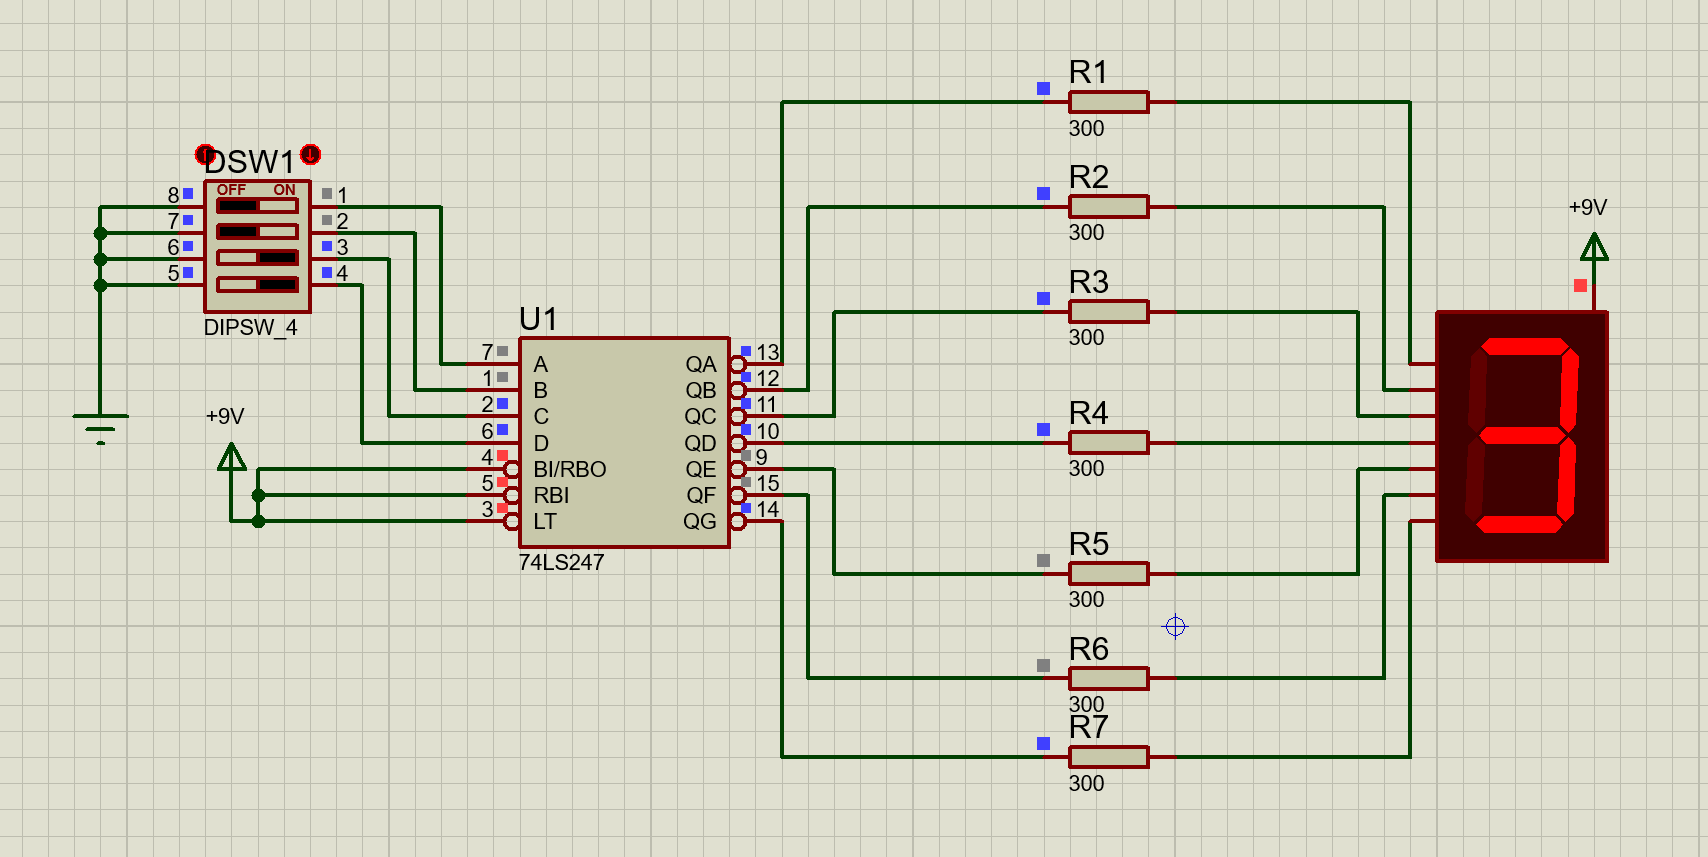 R1
300
R2
300
+9V
DSW1
OFF ON
8 1
7 2
6 3
5 4
DIPSW_4
R3
300
U1
7 A QA 13
1 B QB 12
2 C QC 11
6 D QD 10
4 BI/RBO QE 9
5 RBI QF 15
3 LT QG 14
74LS247
+9V
R4
300
R5
300
R6
300
R7
300